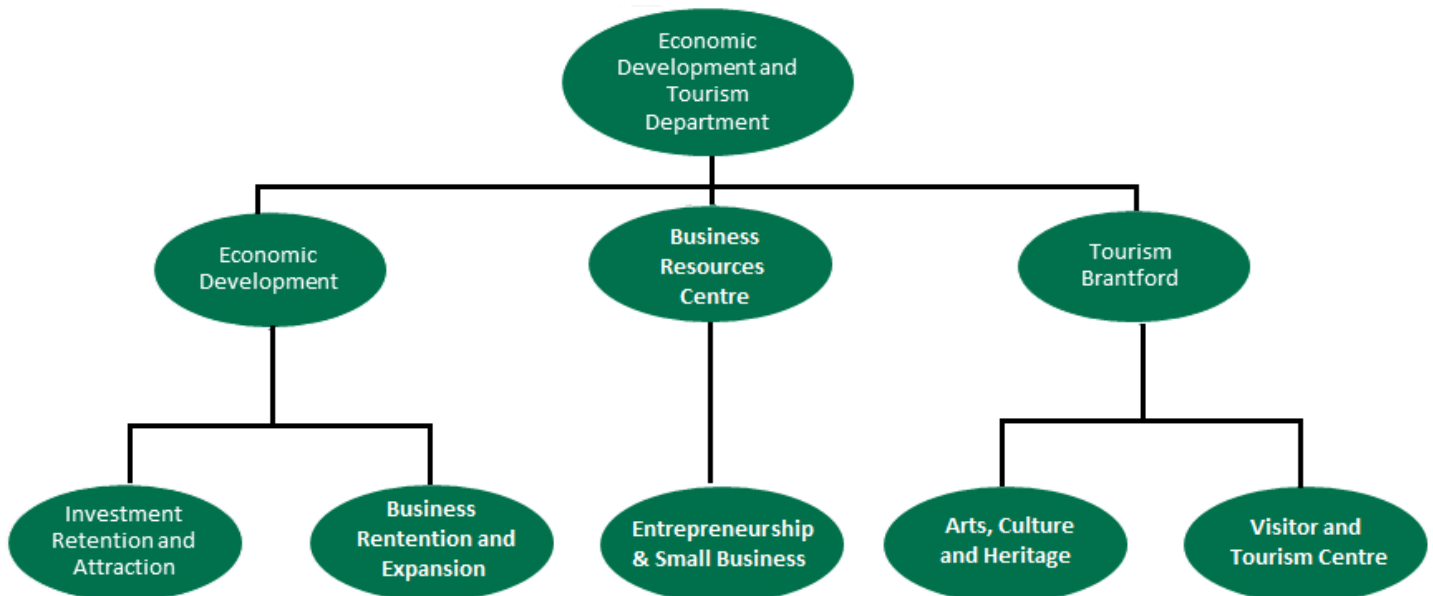 Economic
Development and
Tourism
Department
Economic
Development
Business
Resources
Centre
Tourism
Brantford
Investment
Retention and
Attraction
Business
Rentention and
Expansion
Entrepreneurship
& Small Business
Arts, Culture
and Heritage
Visitor and
Tourism Centre